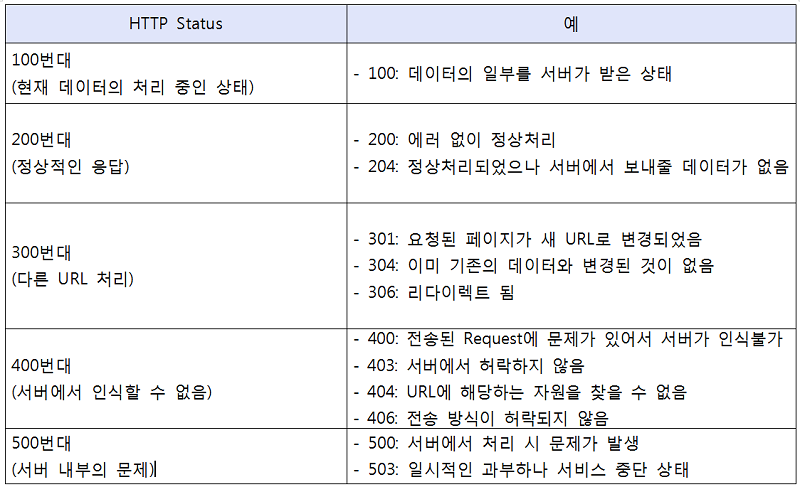 HTTP Status
예
100번대
(현재 데이터의 처리 중인 상태)
- 100: 데이터의 일부를 서버가 받은 상태
200번대
(정상적인 응답)
- 200: 에러 없이 정상처리
- 204: 정상처리되었으나 서버에서 보내줄 데이터가 없음
300번대
(다른 URL 처리)
- 301: 요청된 페이지가 새 URL로 변경되었음
- 304: 이미 기존의 데이터와 변경된 것이 없음
- 306: 리다이렉트 됨
400번대
(서버에서 인식할 수 없음)
- 400: 전송된 Request에 문제가 있어서 서버가 인식불가
- 403: 서버에서 허락하지 않음
- 404: URL에 해당하는 자원을 찾을 수 없음
- 406: 전송 방식이 허락되지 않음
500번대
(서버 내부의 문제)
- 500: 서버에서 처리 시 문제가 발생
- 503: 일시적인 과부하나 서비스 중단 상태